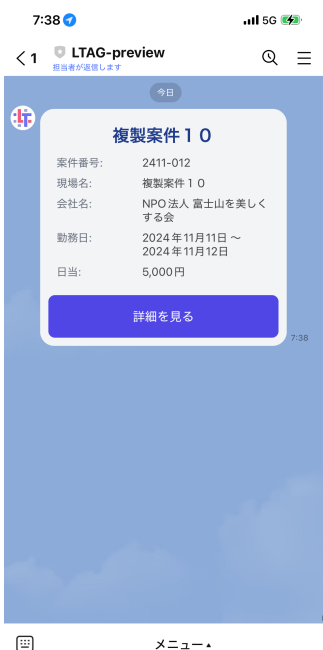 7:38
5G
1
LTAG-preview
担当者が返信します
今日
LT
複製案件１０
案件番号: 2411-012
現場名: 複製案件１０
会社名: NPO法人 富士山を美しく
する会
勤務日: 2024年11月11日 〜
2024年11月12日
日当: 5,000円
詳細を見る
7:38
メニュー▴